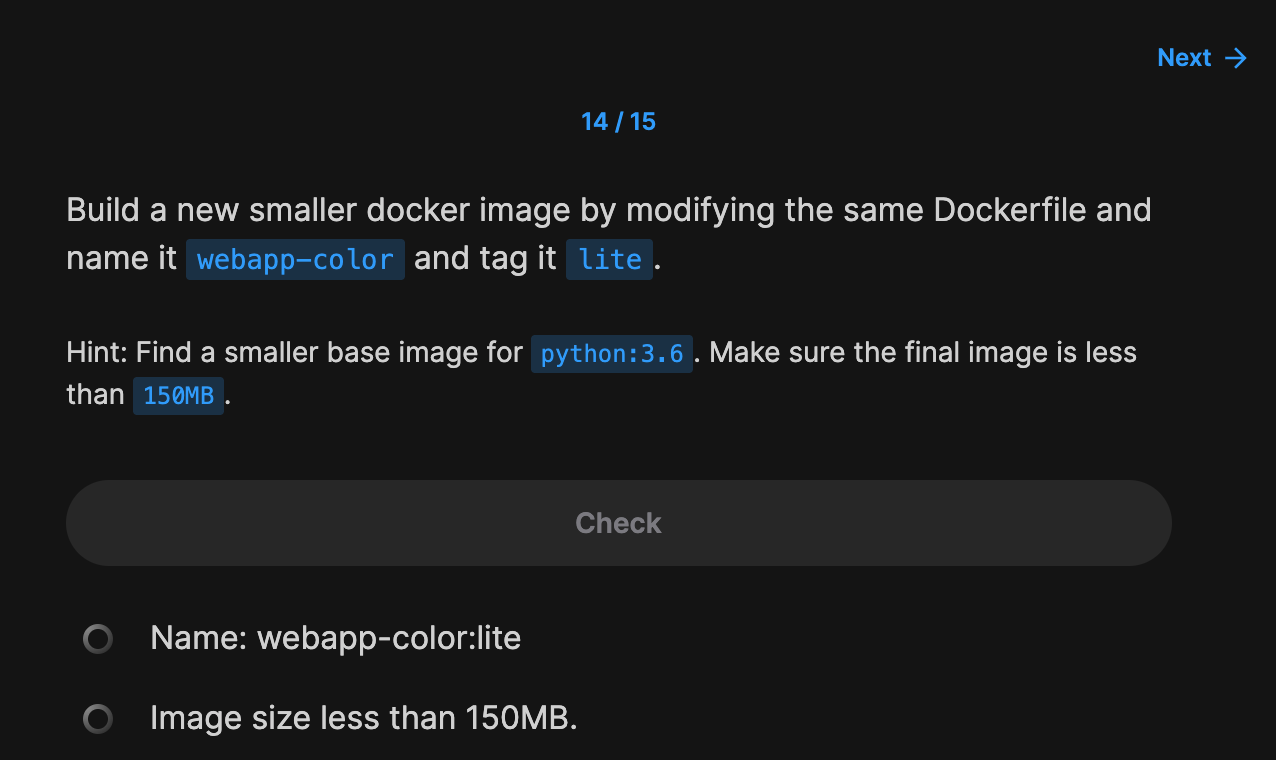 Next →
14 / 15
Build a new smaller docker image by modifying the same Dockerfile and
name it webapp-color and tag it lite.
Hint: Find a smaller base image for python:3.6. Make sure the final image is less
than 150MB.
Check
Name: webapp-color:lite
Image size less than 150MB.